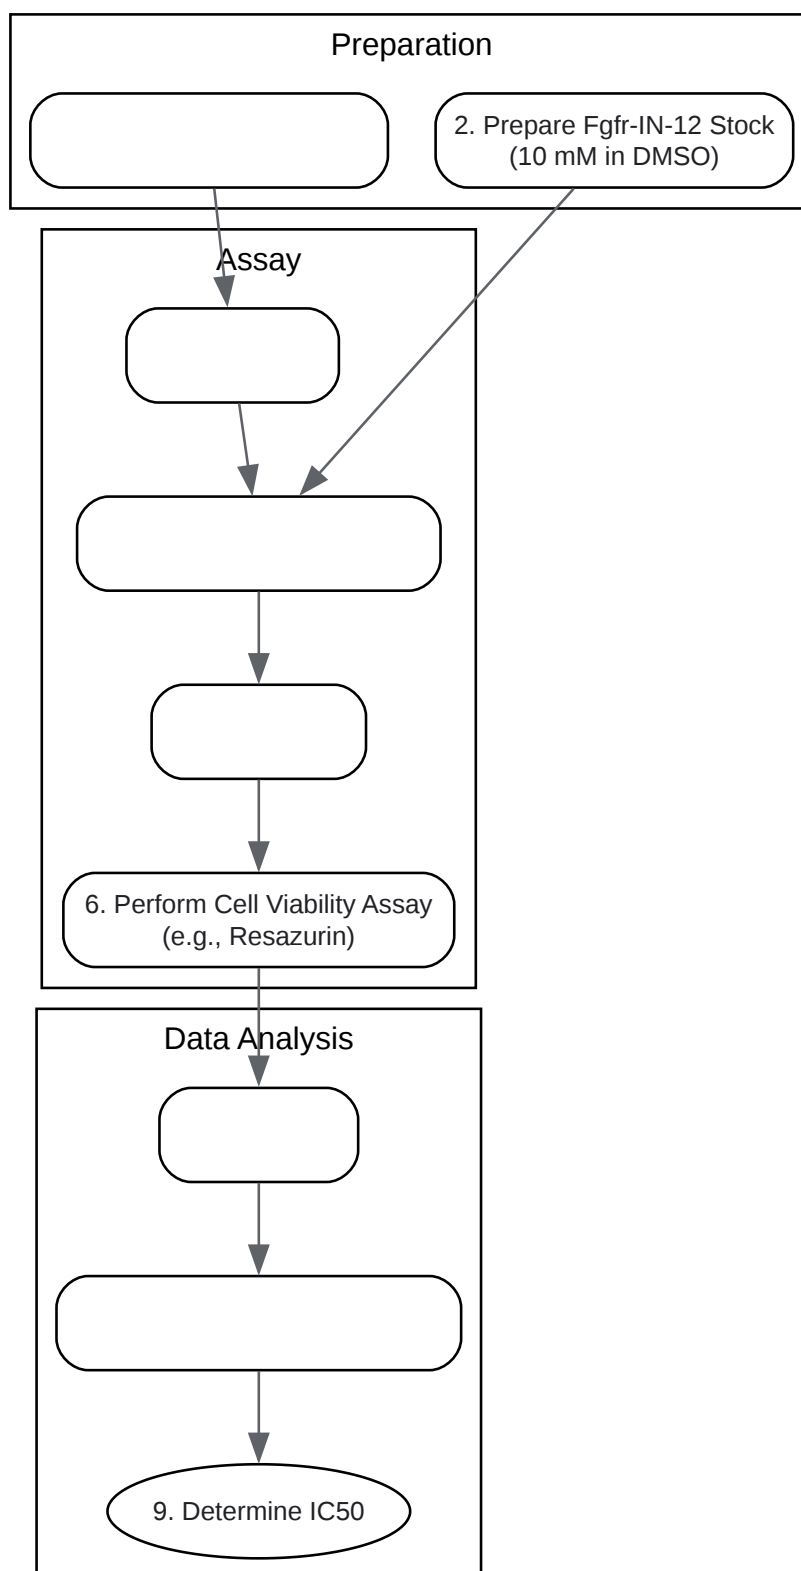 Preparation
2. Prepare Fgfr-IN-12 Stock
(10 mM in DMSO)
Assay
6. Perform Cell Viability Assay
(e.g., Resazurin)
Data Analysis
9. Determine IC50